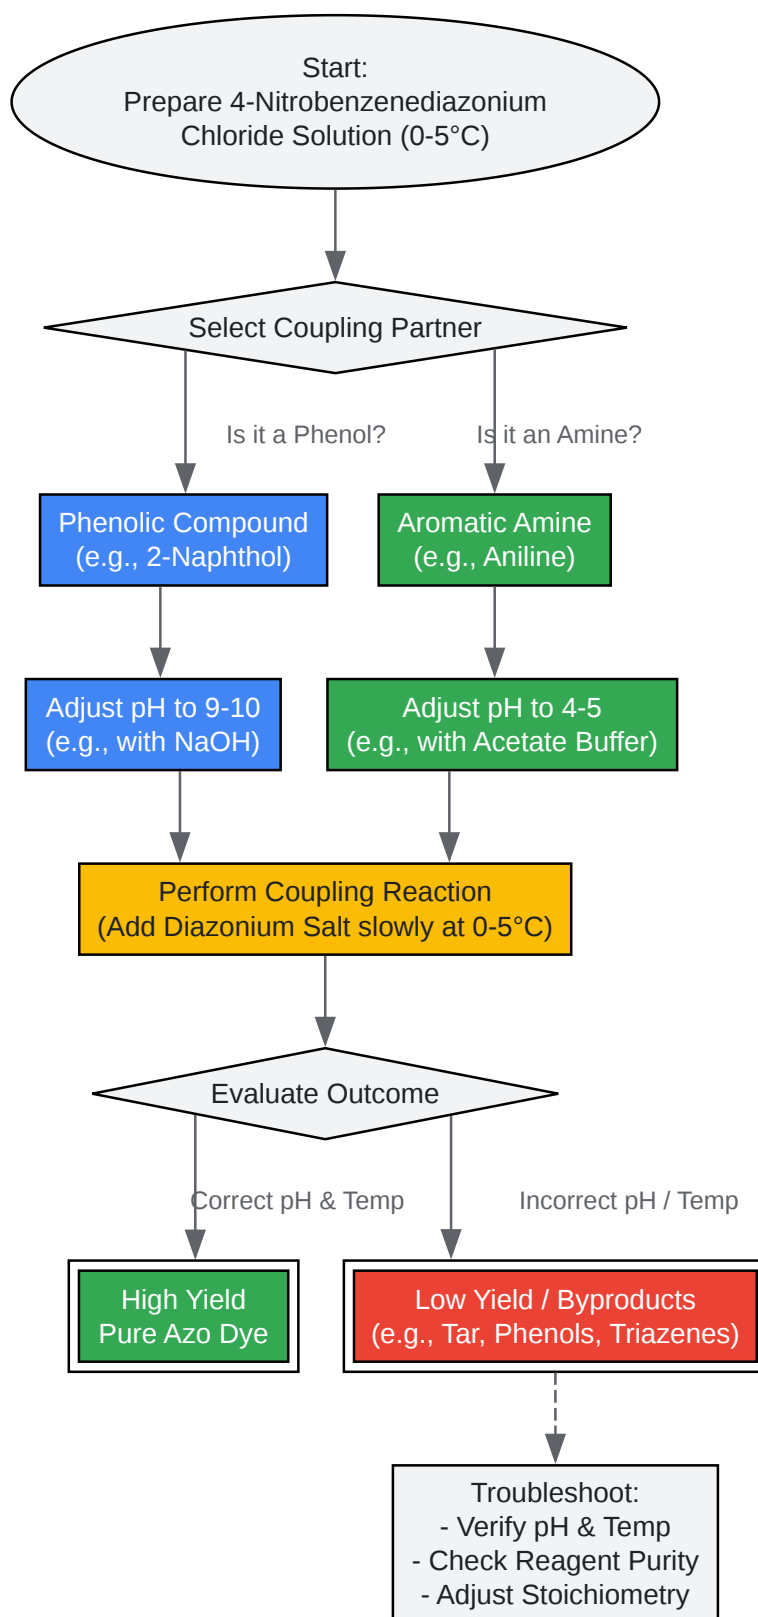 Start:
Prepare 4-Nitrobenzenediazonium
Chloride Solution (0-5°C)
Select Coupling Partner
Is it a Phenol?
Is it an Amine?
Phenolic Compound
(e.g., 2-Naphthol)
Aromatic Amine
(e.g., Aniline)
Adjust pH to 9-10
(e.g., with NaOH)
Adjust pH to 4-5
(e.g., with Acetate Buffer)
Perform Coupling Reaction
(Add Diazonium Salt slowly at 0-5°C)
Evaluate Outcome
Correct pH & Temp
Incorrect pH / Temp
High Yield
Pure Azo Dye
Low Yield / Byproducts
(e.g., Tar, Phenols, Triazenes)
Troubleshoot:
- Verify pH & Temp
- Check Reagent Purity
- Adjust Stoichiometry